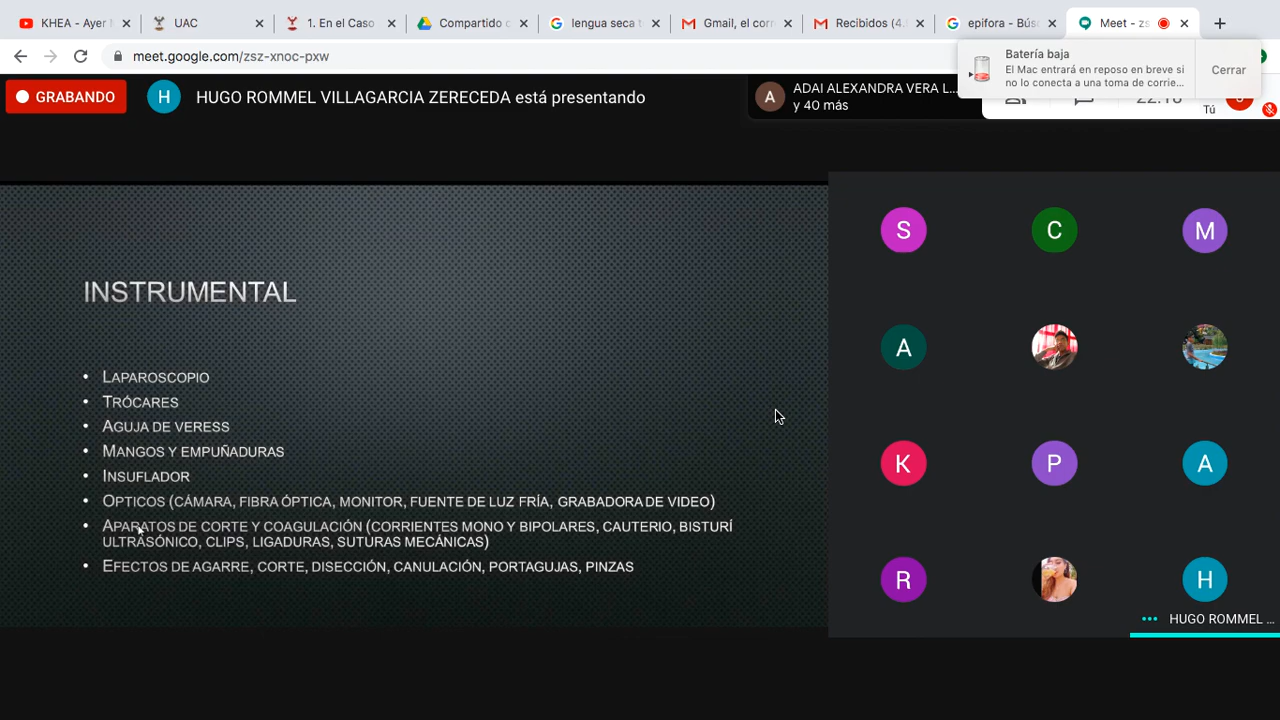 KHEA - Ayer M
UAC
1. En el Caso
Compartido c
lengua seca t
Gmail, el corr
Recibidos (4.
epifora - Bús
Meet - zs
meet.google.com/zsz-xnoc-pxw
Batería baja
El Mac entrará en reposo en breve si
no lo conecta a una toma de corrie...
Cerrar
GRABANDO
H
HUGO ROMMEL VILLAGARCIA ZERECEDA está presentando
A
ADAI ALEXANDRA VERA L...
y 40 más
Tú
INSTRUMENTAL
• LAPAROSCOPIO
• TRÓCARES
• AGUJA DE VERESS
• MANGOS Y EMPUÑADURAS
• INSUFLADOR
• OPTICOS (CÁMARA, FIBRA ÓPTICA, MONITOR, FUENTE DE LUZ FRÍA, GRABADORA DE VIDEO)
• APARATOS DE CORTE Y COAGULACIÓN (CORRIENTES MONO Y BIPOLARES, CAUTERIO, BISTURÍ
ULTRASÓNICO, CLIPS, LIGADURAS, SUTURAS MECÁNICAS)
• EFECTOS DE AGARRE, CORTE, DISECCIÓN, CANULACIÓN, PORTAGUJAS, PINZAS
S
C
M
A
K
P
A
R
H
HUGO ROMMEL ...